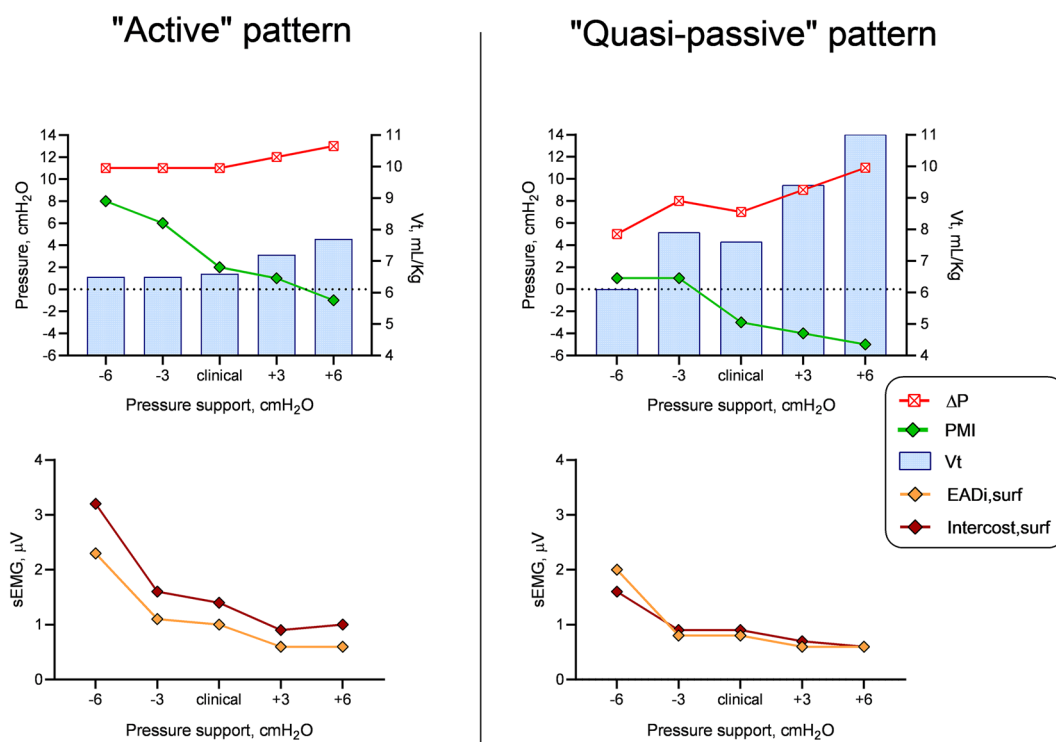 "Active" pattern
"Quasi-passive" pattern
Pressure, cmH₂O
14
12
10
8
6
4
2
0
-2
-4
-6
11
10
9
8
7
6
5
4
Vt, mL/Kg
-6 -3 clinical +3 +6
Pressure support, cmH₂O
Pressure, cmH₂O
14
12
10
8
6
4
2
0
-2
-4
-6
11
10
9
8
7
6
5
4
Vt, mL/Kg
-6 -3 clinical +3 +6
Pressure support, cmH₂O
ΔP
PMI
Vt
EADi,surf
Intercost,surf
sEMG, µV
4
3
2
1
0
-6 -3 clinical +3 +6
Pressure support, cmH₂O
sEMG, µV
4
3
2
1
0
-6 -3 clinical +3 +6
Pressure support, cmH₂O